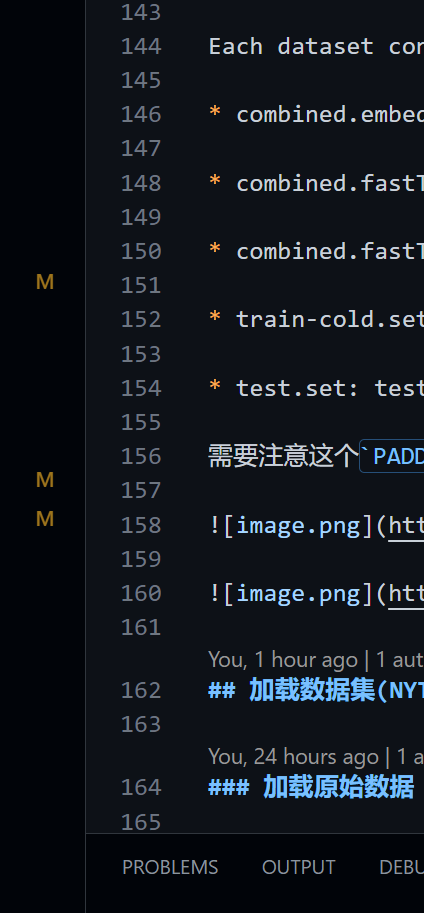 143
144 Each dataset con
145
146 * combined.embed
147
148 * combined.fastT
149
150 * combined.fastT
M
151
152 * train-cold.set
153
154 * test.set: test
155
156 需要注意这个`PADD
M
157
M
158 ![image.png](htt
159
160 ![image.png](htt
161
You, 1 hour ago | 1 aut
162 ## 加载数据集(NYT
163
You, 24 hours ago | 1 a
164 ### 加载原始数据
165
PROBLEMS OUTPUT DEBU